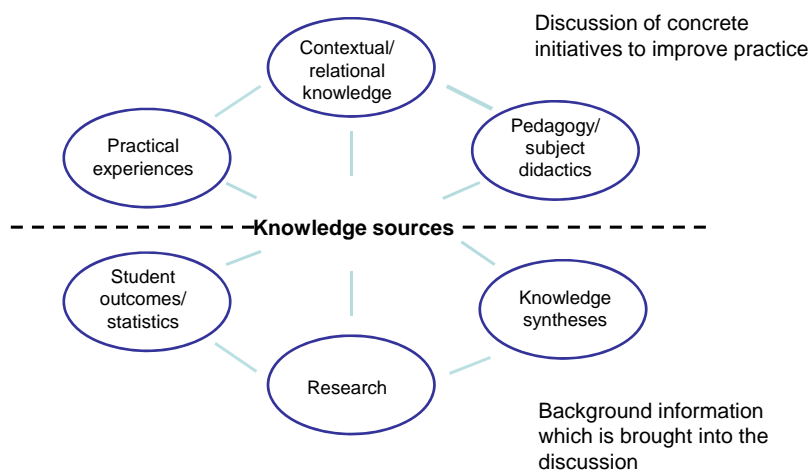 Discussion of concrete
initiatives to improve practice
Contextual/
relational
knowledge
Practical
experiences
Pedagogy/
subject
didactics
Knowledge sources
Student
outcomes/
statistics
Knowledge
syntheses
Research
Background information
which is brought into the
discussion